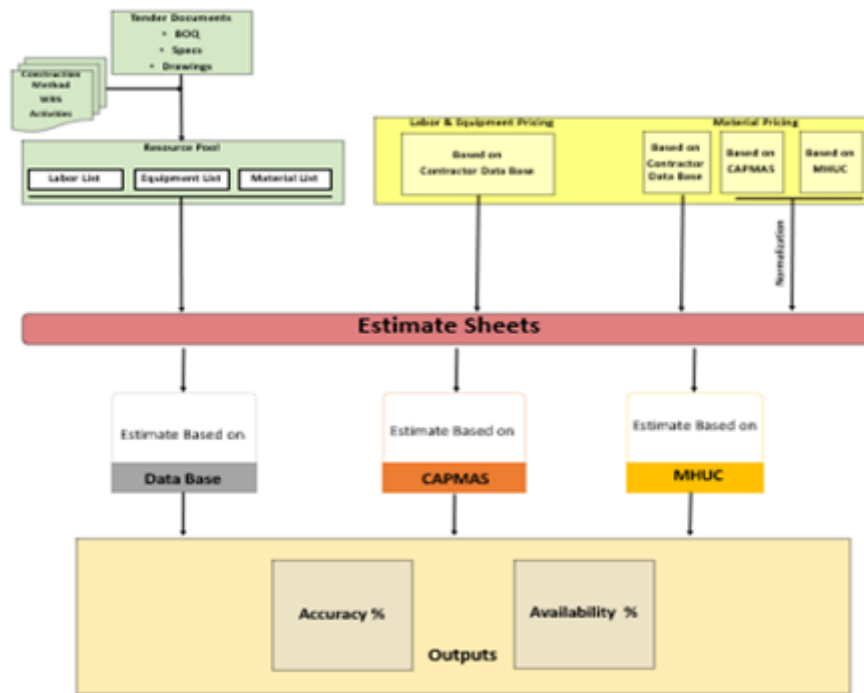 Tender Documents
• BOQ
• Specs
• Drawings
Construction
Method
WBS
Activities
Resource Pool
Labor List
Equipment List
Material List
Labor & Equipment Pricing
Based on
Contractor Data Base
Material Pricing
Based on
Contractor
Data Base
Based on
CAPMAS
Based on
MHUC
Normalization
Estimate Sheets
Estimate Based on
Data Base
Estimate Based on
CAPMAS
Estimate Based on
MHUC
Accuracy %
Availability %
Outputs